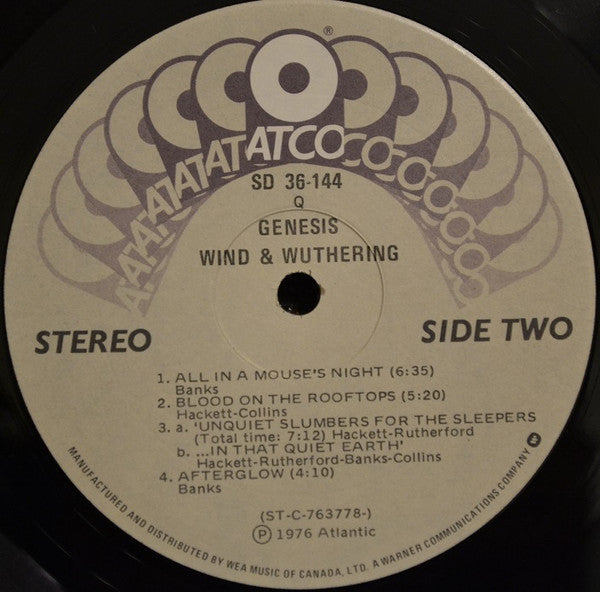 ®
ATATATATATATATCOCOCOCOCOCOCO
SD 36-144
Q
GENESIS
WIND & WUTHERING
STEREO
SIDE TWO
1. ALL IN A MOUSE'S NIGHT (6:35)
Banks
2. BLOOD ON THE ROOFTOPS (5:20)
Hackett-Collins
3. a. 'UNQUIET SLUMBERS FOR THE SLEEPERS
(Total time: 7:12) Hackett-Rutherford
b. ...IN THAT QUIET EARTH'
Hackett-Rutherford-Banks-Collins
4. AFTERGLOW (4:10)
Banks
(ST-C-763778-)
Ⓟ 1976 Atlantic
MANUFACTURED AND DISTRIBUTED BY WEA MUSIC OF CANADA, LTD. A WARNER COMMUNICATIONS COMPANY